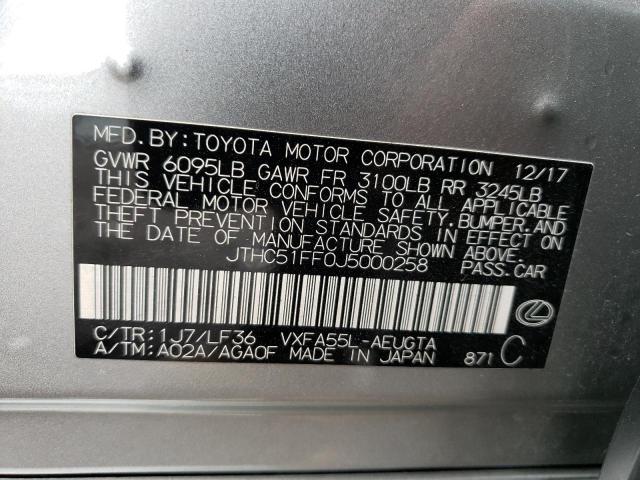 MFD. BY: TOYOTA MOTOR CORPORATION 12/17
GVWR 6095LB GAWR FR 3100LB RR 3245LB
THIS VEHICLE CONFORMS TO ALL APPLICABLE
FEDERAL MOTOR VEHICLE SAFETY, BUMPER, AND
THEFT PREVENTION STANDARDS IN EFFECT ON
THE DATE OF MANUFACTURE SHOWN ABOVE.
JTHC51FF0J5000258 PASS. CAR
C/TR: 1J7/LF36 VXFA55L-AEUGTA
A/TM: A02A/AGA0F MADE IN JAPAN 871 C